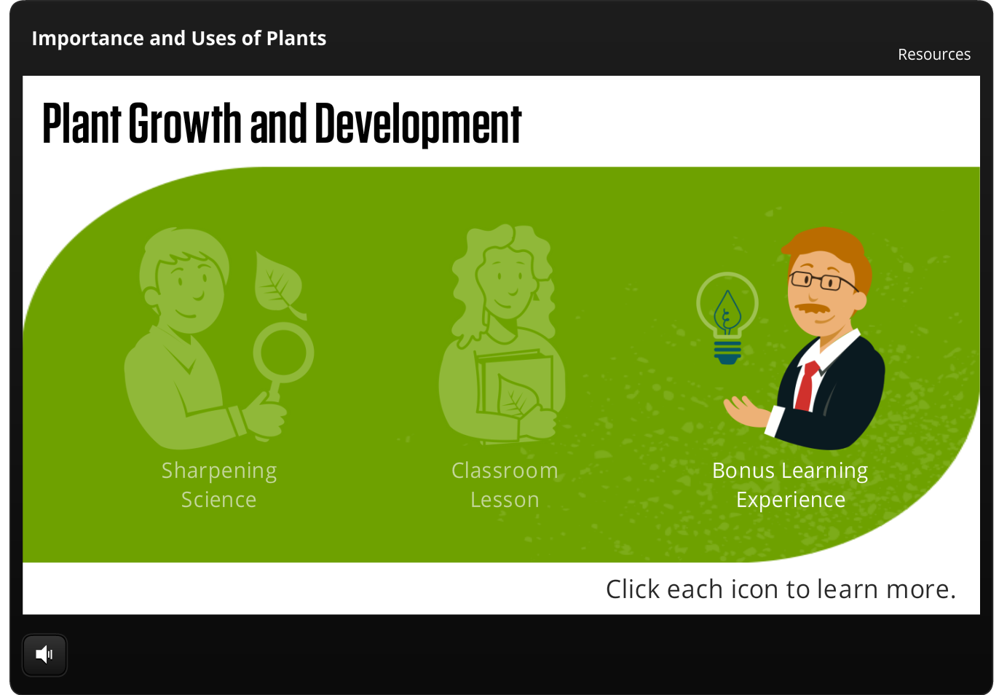 Importance and Uses of Plants
Resources
Plant Growth and Development
Sharpening
Science
Classroom
Lesson
Bonus Learning
Experience
Click each icon to learn more.